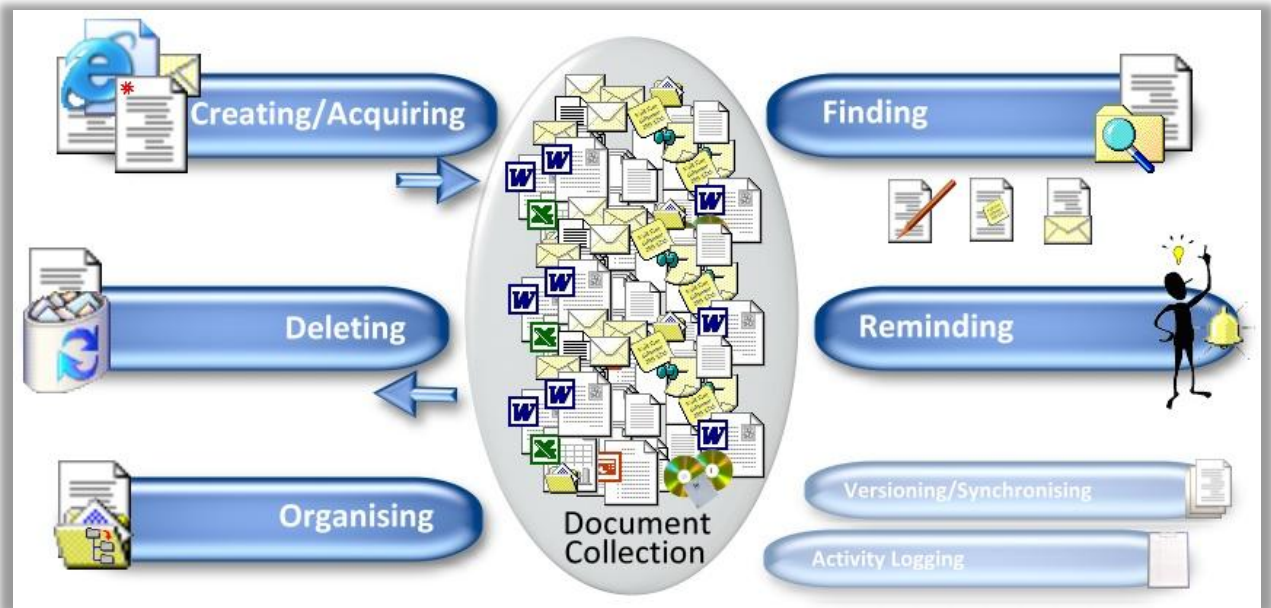 Creating/Acquiring
Deleting
Organising
Document
Collection
Finding
Reminding
Versioning/Synchronising
Activity Logging